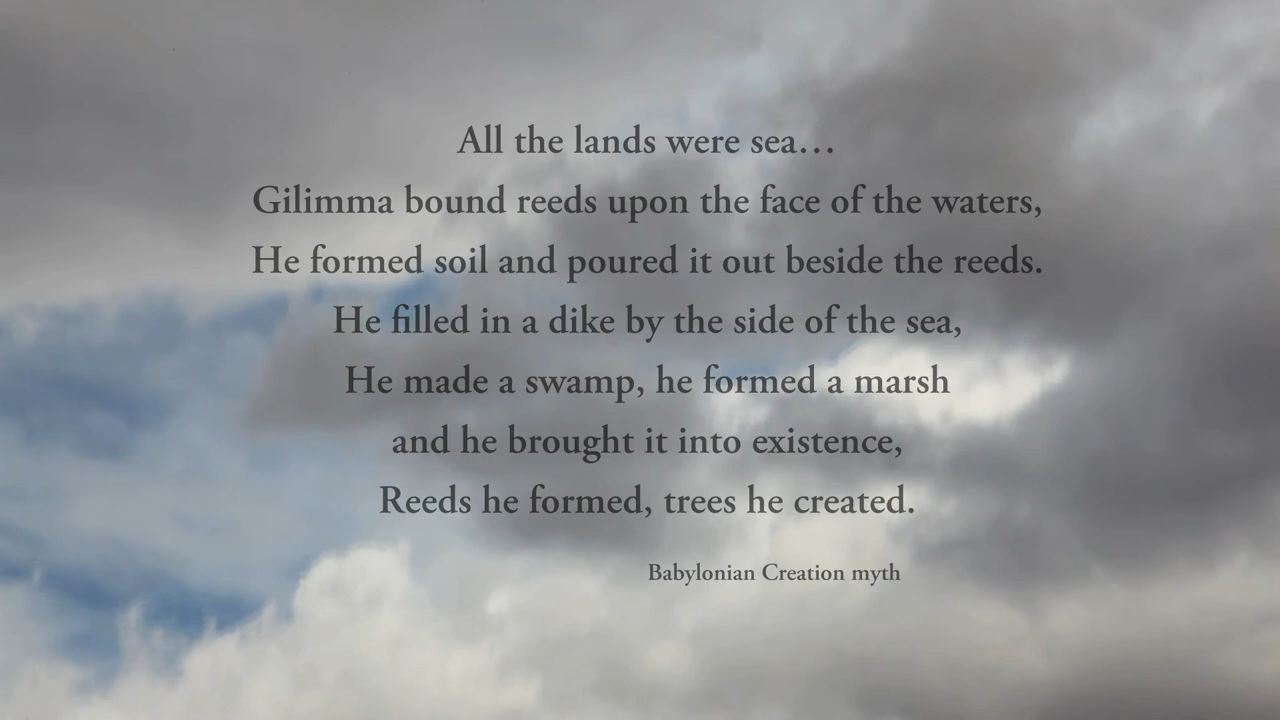 All the lands were sea…
Gilimma bound reeds upon the face of the waters,
He formed soil and poured it out beside the reeds.
He filled in a dike by the side of the sea,
He made a swamp, he formed a marsh
and he brought it into existence,
Reeds he formed, trees he created.
Babylonian Creation myth